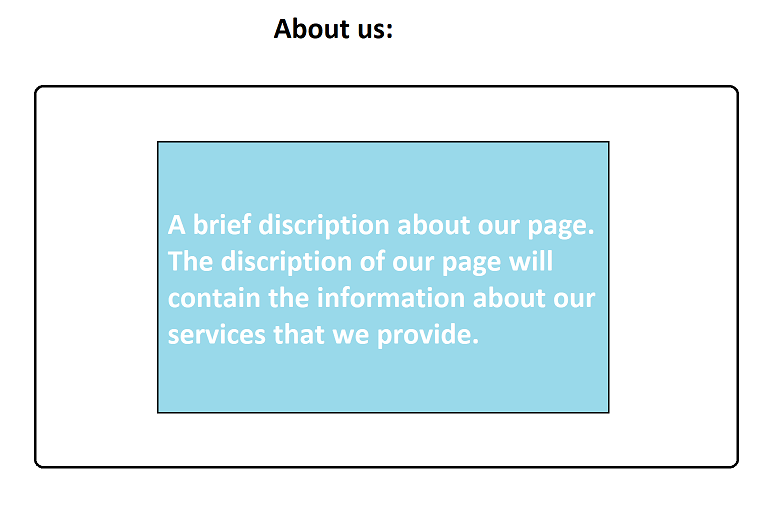 About us:
A brief discription about our page.
The discription of our page will
contain the information about our
services that we provide.